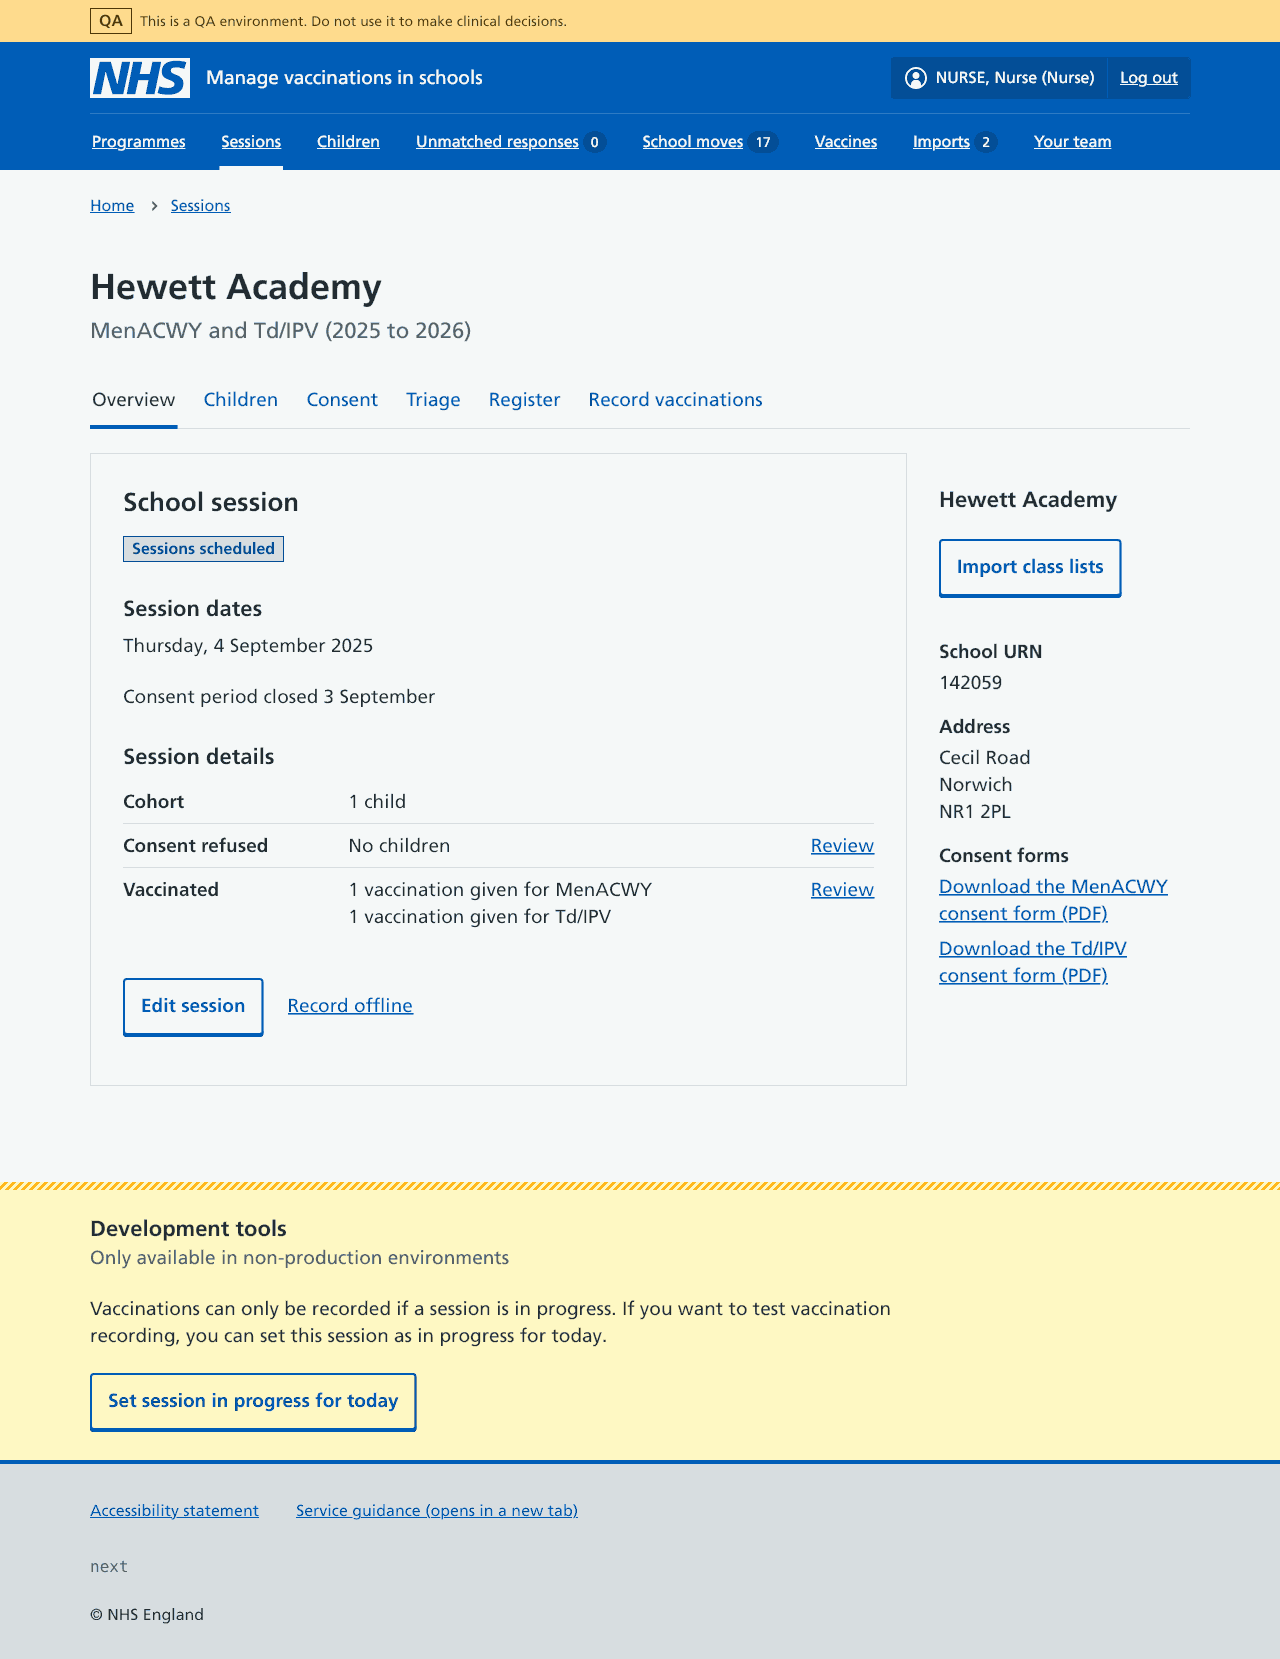 QA This is a QA environment. Do not use it to make clinical decisions.
NHS Manage vaccinations in schools NURSE, Nurse (Nurse) Log out
Programmes Sessions Children Unmatched responses 0 School moves 17 Vaccines Imports 2 Your team
Home Sessions
Hewett Academy
MenACWY and Td/IPV (2025 to 2026)
Overview Children Consent Triage Register Record vaccinations
School session
Sessions scheduled
Session dates
Thursday, 4 September 2025
Consent period closed 3 September
Session details
Cohort 1 child
Consent refused No children Review
Vaccinated 1 vaccination given for MenACWY Review
1 vaccination given for Td/IPV
Edit session Record offline
Hewett Academy
Import class lists
School URN
142059
Address
Cecil Road
Norwich
NR1 2PL
Consent forms
Download the MenACWY
consent form (PDF)
Download the Td/IPV
consent form (PDF)
Development tools
Only available in non-production environments
Vaccinations can only be recorded if a session is in progress. If you want to test vaccination
recording, you can set this session as in progress for today.
Set session in progress for today
Accessibility statement Service guidance (opens in a new tab)
next
© NHS England